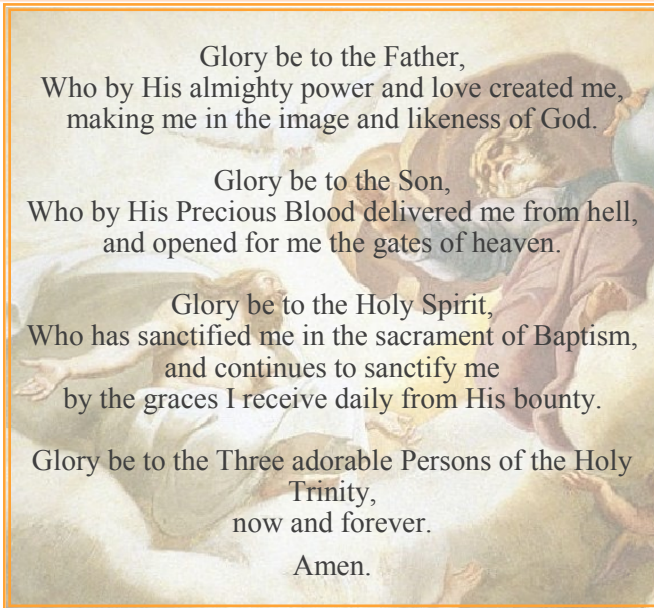 Glory be to the Father,
Who by His almighty power and love created me,
making me in the image and likeness of God.
Glory be to the Son,
Who by His Precious Blood delivered me from hell,
and opened for me the gates of heaven.
Glory be to the Holy Spirit,
Who has sanctified me in the sacrament of Baptism,
and continues to sanctify me
by the graces I receive daily from His bounty.
Glory be to the Three adorable Persons of the Holy
Trinity,
now and forever.
Amen.